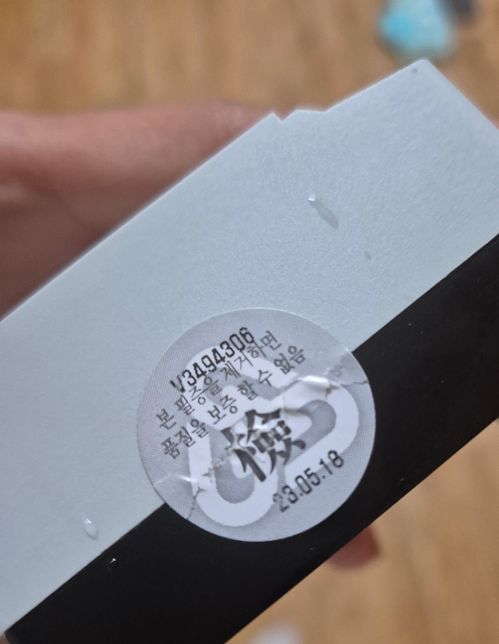 V3494306
본 필증을 제거하면
품질을 보증 할 수 없음
檢
23.05.18